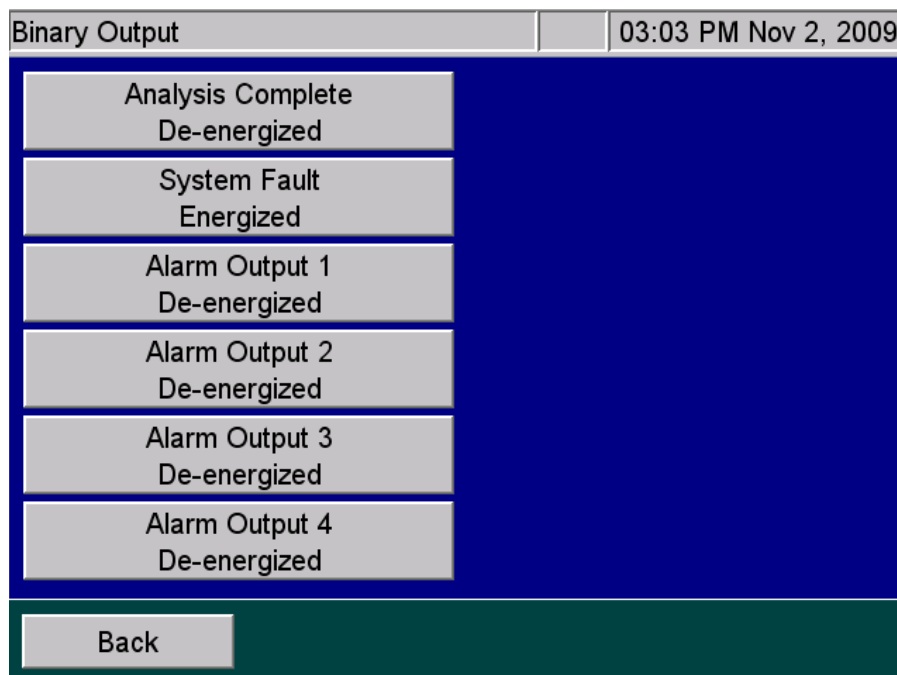 Binary Output
03:03 PM Nov 2, 2009
Analysis Complete
De-energized
System Fault
Energized
Alarm Output 1
De-energized
Alarm Output 2
De-energized
Alarm Output 3
De-energized
Alarm Output 4
De-energized
Back